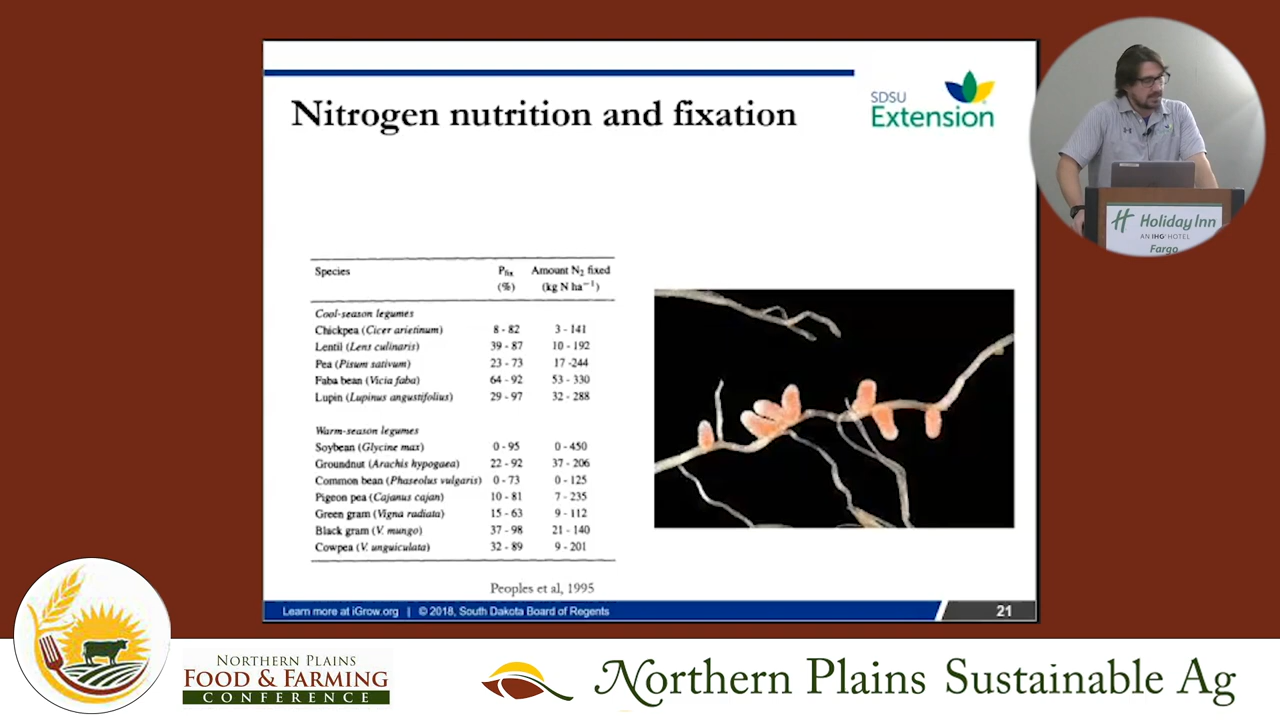 Nitrogen nutrition and fixation
SDSU
Extension
Species Pfix Amount N2 fixed
(%) (kg N ha−1)
Cool-season legumes
Chickpea (Cicer arietinum) 8 - 82 3 - 141
Lentil (Lens culinaris) 39 - 87 10 - 192
Pea (Pisum sativum) 23 - 73 17 -244
Faba bean (Vicia faba) 64 - 92 53 - 330
Lupin (Lupinus angustifolius) 29 - 97 32 - 288
Warm-season legumes
Soybean (Glycine max) 0 - 95 0 - 450
Groundnut (Arachis hypogaea) 22 - 92 37 - 206
Common bean (Phaseolus vulgaris) 0 - 73 0 - 125
Pigeon pea (Cajanus cajan) 10 - 81 7 - 235
Green gram (Vigna radiata) 15 - 63 9 - 112
Black gram (V. mungo) 37 - 98 21 - 140
Cowpea (V. unguiculata) 32 - 89 9 - 201
Peoples et al, 1995
Learn more at iGrow.org | © 2018, South Dakota Board of Regents 21
H Holiday Inn
AN IHG® HOTEL
Fargo
NORTHERN PLAINS
FOOD & FARMING
CONFERENCE
Northern Plains Sustainable Ag